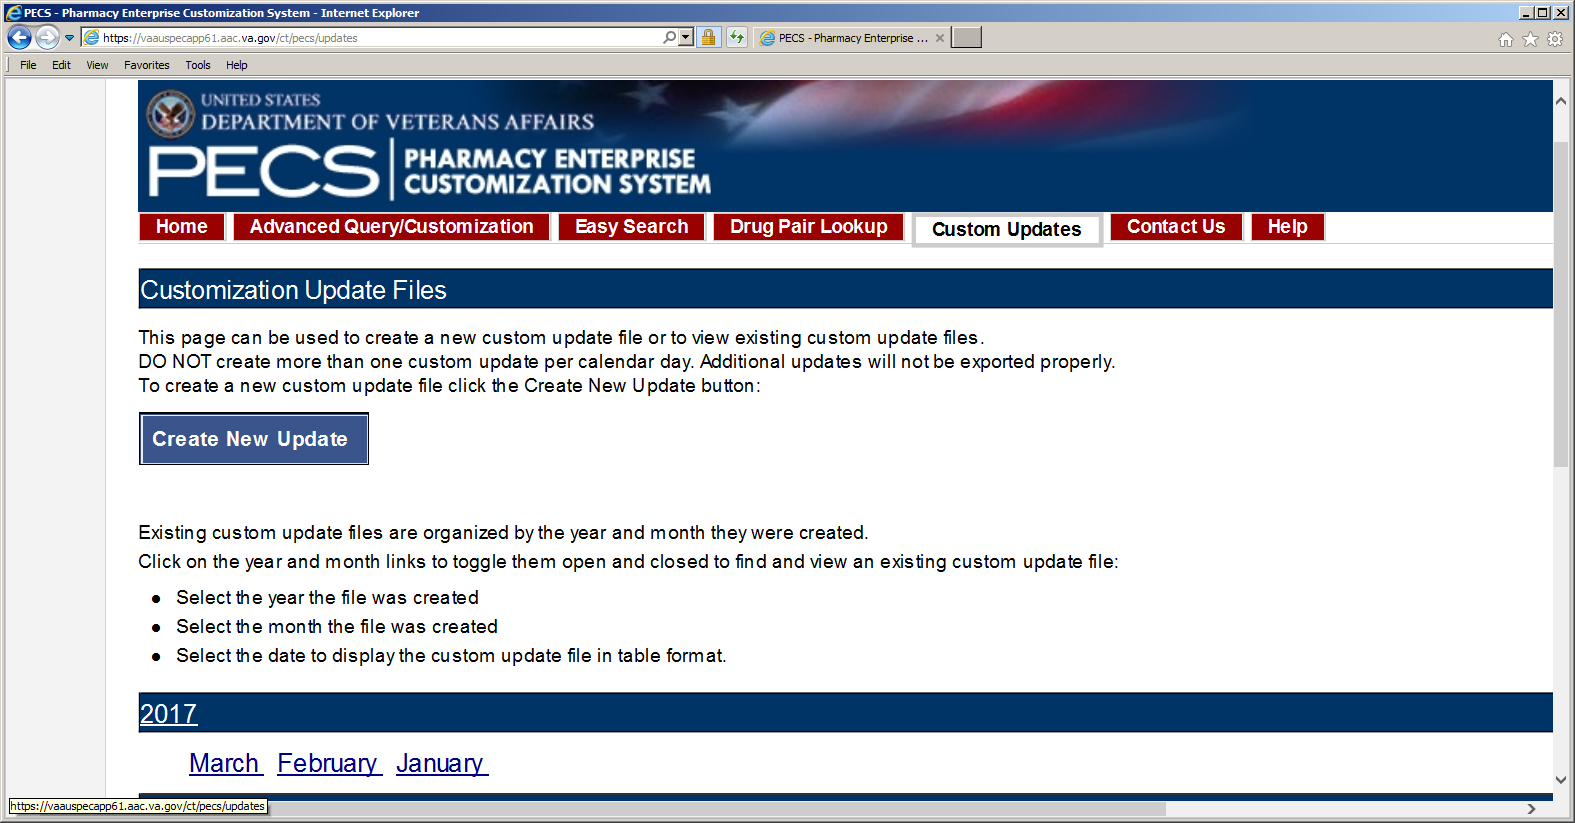 PECS - Pharmacy Enterprise Customization System - Internet Explorer
https://vaauspecapp61.aac.va.gov/ct/pecs/updates
PECS - Pharmacy Enterprise ...
File Edit View Favorites Tools Help
UNITED STATES
DEPARTMENT OF VETERANS AFFAIRS
PECS
PHARMACY ENTERPRISE
CUSTOMIZATION SYSTEM
Home Advanced Query/Customization Easy Search Drug Pair Lookup Custom Updates Contact Us Help
Customization Update Files
This page can be used to create a new custom update file or to view existing custom update files.
DO NOT create more than one custom update per calendar day. Additional updates will not be exported properly.
To create a new custom update file click the Create New Update button:
Create New Update
Existing custom update files are organized by the year and month they were created.
Click on the year and month links to toggle them open and closed to find and view an existing custom update file:
● Select the year the file was created
● Select the month the file was created
● Select the date to display the custom update file in table format.
2017
March February January
https://vaauspecapp61.aac.va.gov/ct/pecs/updates